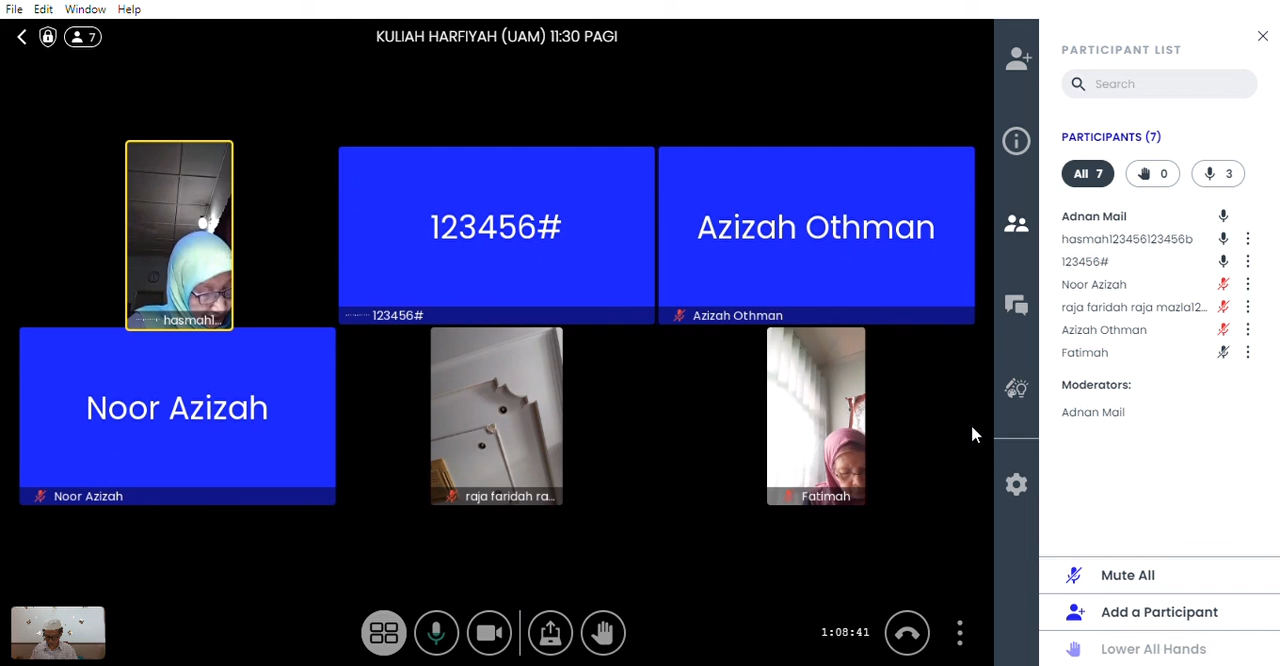 File Edit Window Help
7
KULIAH HARFIYAH (UAM) 11:30 PAGI
hasmah1...
123456#
123456#
Azizah Othman
Azizah Othman
Noor Azizah
Noor Azizah
raja faridah ra...
Fatimah
1:08:41
PARTICIPANT LIST
Search
PARTICIPANTS (7)
All 7
0
3
Adnan Mail
hasmah123456123456b
123456#
Noor Azizah
raja faridah raja mazla12...
Azizah Othman
Fatimah
Moderators:
Adnan Mail
Mute All
Add a Participant
Lower All Hands